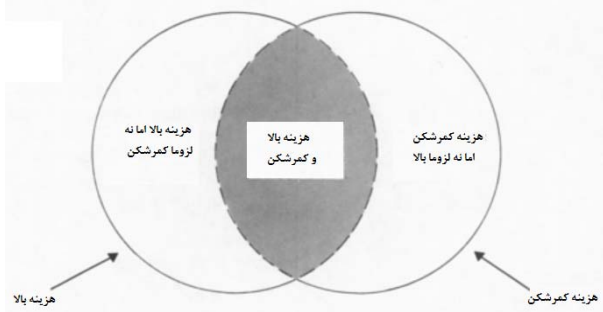 هزینه کمرشکن
اما نه لزوما بالا
هزینه بالا
و کمرشکن
هزینه بالا اما نه
لزوما کمرشکن
هزینه کمرشکن
هزینه بالا